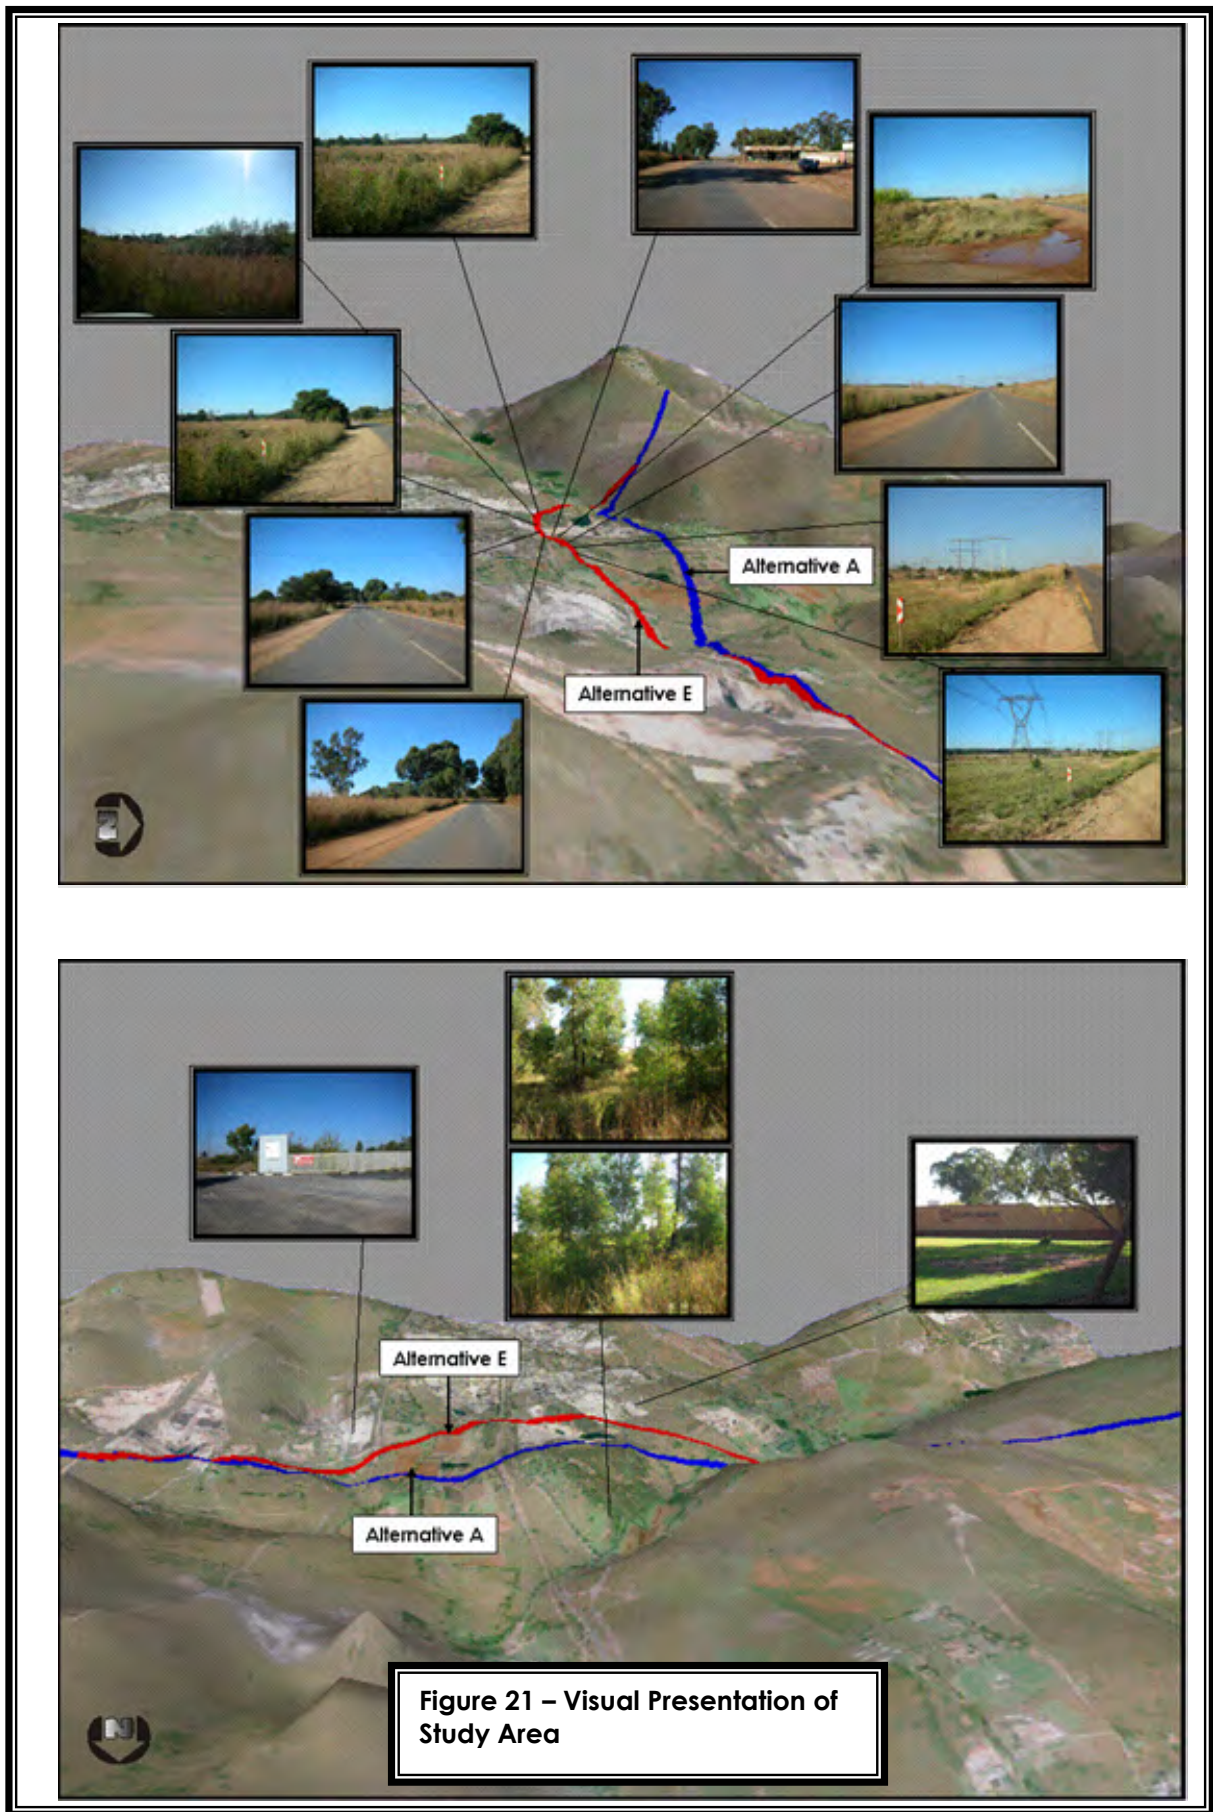 Alternative A
Alternative E
N
Alternative E
Alternative A
N
Figure 21 – Visual Presentation of
Study Area